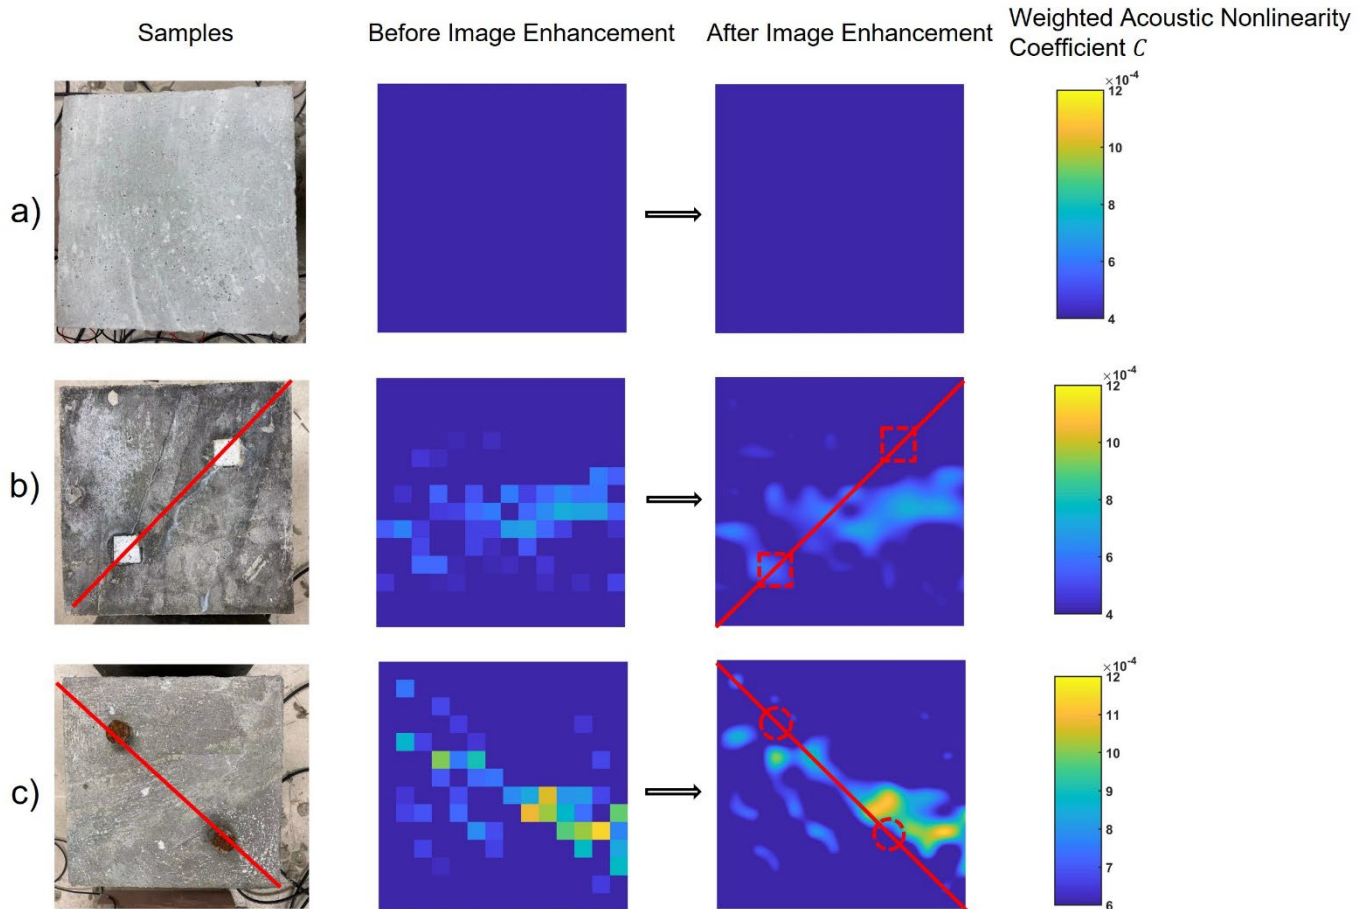 Samples
Before Image Enhancement
After Image Enhancement
Weighted Acoustic Nonlinearity
Coefficient C
a)
×10⁻⁴
12
10
8
6
4
b)
×10⁻⁴
12
10
8
6
4
c)
×10⁻⁴
12
11
10
9
8
7
6